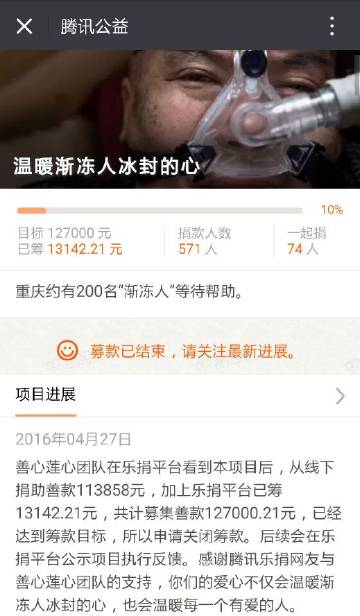 腾讯公益
温暖渐冻人冰封的心
10%
目标 127000 元
捐款人数
一起捐
已筹 13142.21 元
571 人
74 人
重庆约有200名“渐冻人”等待帮助。
募款已结束，请关注最新进展。
项目进展
2016年04月27日
善心莲心团队在乐捐平台看到本项目后，从线下
捐助善款113858元，加上乐捐平台已筹
13142.21元，共计募集善款127000.21元，已经
达到筹款目标，所以申请关闭筹款。后续会在乐
捐平台公示项目执行反馈。感谢腾讯乐捐网友与
善心莲心团队的支持，你们的爱心不仅会温暖渐
冻人冰封的心，也会温暖每一个有爱的人。